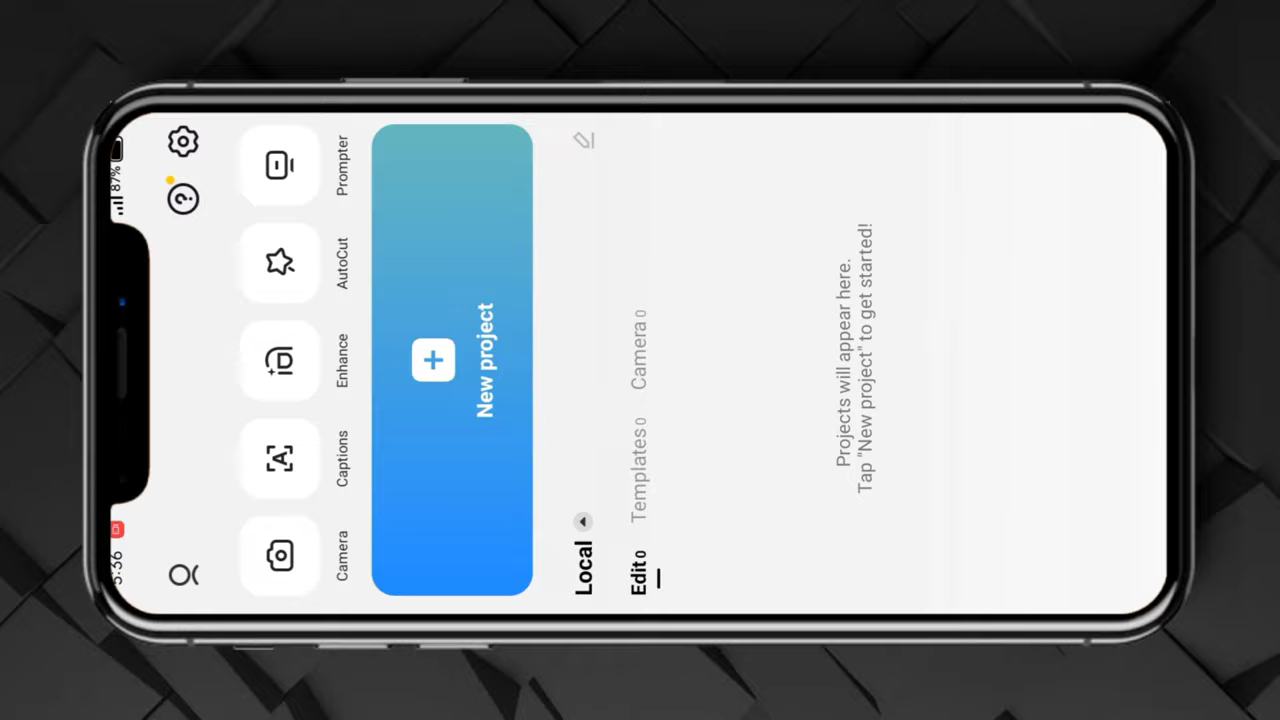 5:36
87%
Camera
Captions
Enhance
AutoCut
Prompter
New project
Local
Edit 0
Templates 0
Camera 0
Projects will appear here.
Tap "New project" to get started!